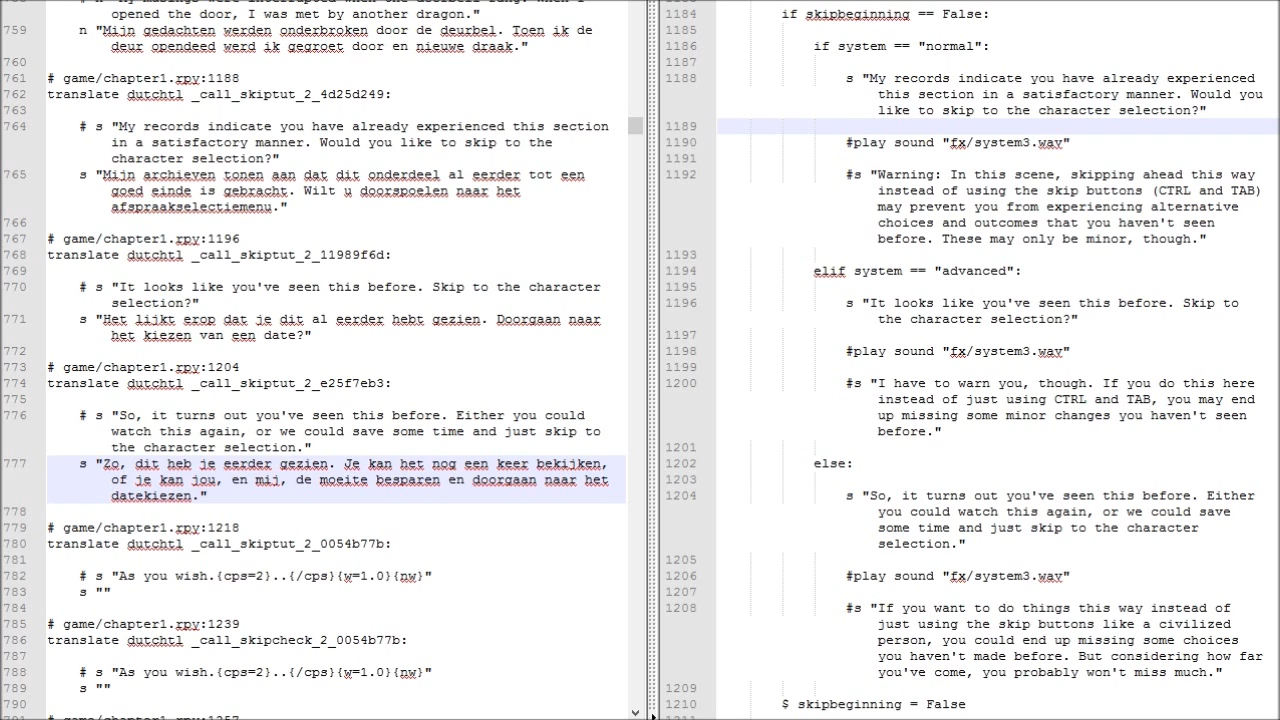 opened the door, I was met by another dragon."
759 n "Mijn gedachten werden onderbroken door de deurbel. Toen ik de
deur opendeed werd ik gegroet door en nieuwe draak."
760
761 # game/chapter1.rpy:1188
762 translate dutchtl _call_skiptut_2_4d25d249:
763
764 # s "My records indicate you have already experienced this section
in a satisfactory manner. Would you like to skip to the
character selection?"
765 s "Mijn archieven tonen aan dat dit onderdeel al eerder tot een
goed einde is gebracht. Wilt u doorspoelen naar het
afspraakselectiemenu."
766
767 # game/chapter1.rpy:1196
768 translate dutchtl _call_skiptut_2_11989f6d:
769
770 # s "It looks like you've seen this before. Skip to the character
selection?"
771 s "Het lijkt erop dat je dit al eerder hebt gezien. Doorgaan naar
het kiezen van een date?"
772
773 # game/chapter1.rpy:1204
774 translate dutchtl _call_skiptut_2_e25f7eb3:
775
776 # s "So, it turns out you've seen this before. Either you could
watch this again, or we could save some time and just skip to
the character selection."
777 s "Zo, dit heb je eerder gezien. Je kan het nog een keer bekijken,
of je kan jou, en mij, de moeite besparen en doorgaan naar het
datekiezen."
778
779 # game/chapter1.rpy:1218
780 translate dutchtl _call_skiptut_2_0054b77b:
781
782 # s "As you wish.{cps=2}..{/cps}{w=1.0}{nw}"
783 s ""
784
785 # game/chapter1.rpy:1239
786 translate dutchtl _call_skipcheck_2_0054b77b:
787
788 # s "As you wish.{cps=2}..{/cps}{w=1.0}{nw}"
789 s ""
790
1184 if skipbeginning == False:
1185
1186 if system == "normal":
1187
1188 s "My records indicate you have already experienced
this section in a satisfactory manner. Would you
like to skip to the character selection?"
1189
1190 #play sound "fx/system3.wav"
1191
1192 #s "Warning: In this scene, skipping ahead this way
instead of using the skip buttons (CTRL and TAB)
may prevent you from experiencing alternative
choices and outcomes that you haven't seen
before. These may only be minor, though."
1193
1194 elif system == "advanced":
1195
1196 s "It looks like you've seen this before. Skip to
the character selection?"
1197
1198 #play sound "fx/system3.wav"
1199
1200 #s "I have to warn you, though. If you do this here
instead of just using CTRL and TAB, you may end
up missing some minor changes you haven't seen
before."
1201
1202 else:
1203
1204 s "So, it turns out you've seen this before. Either
you could watch this again, or we could save
some time and just skip to the character
selection."
1205
1206 #play sound "fx/system3.wav"
1207
1208 #s "If you want to do things this way instead of
just using the skip buttons like a civilized
person, you could end up missing some choices
you haven't made before. But considering how far
you've come, you probably won't miss much."
1209
1210 $ skipbeginning = False